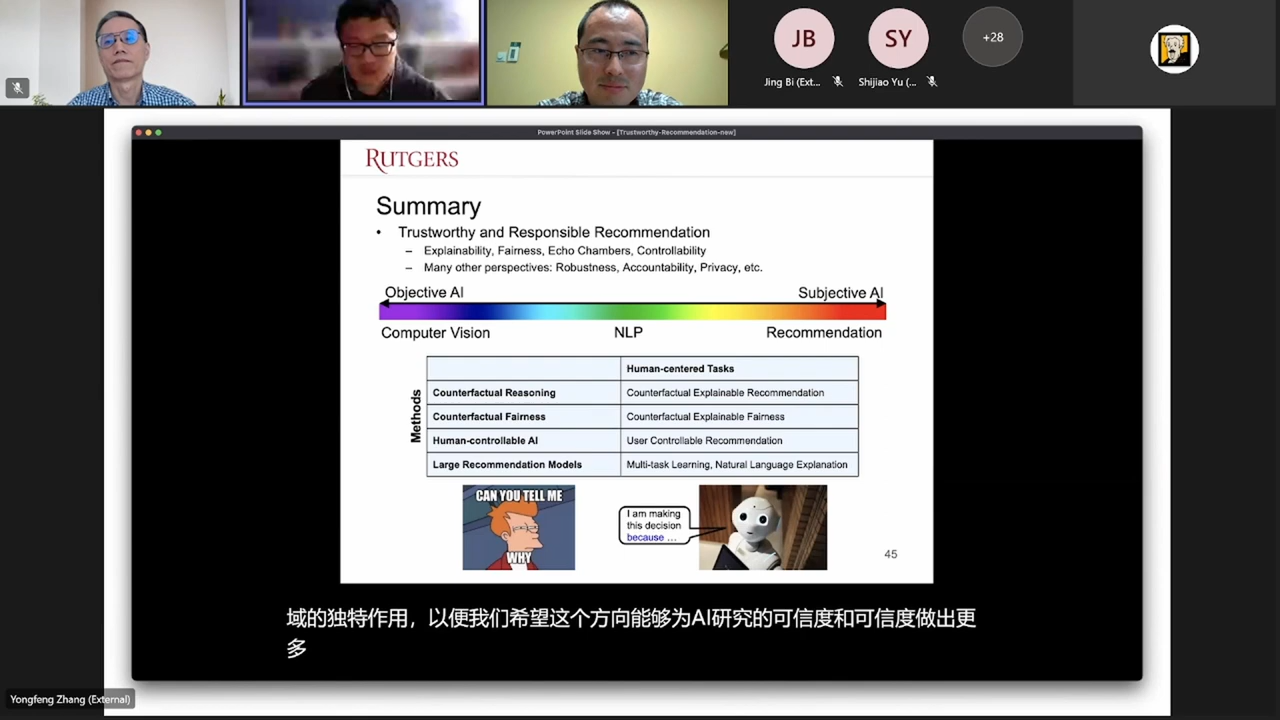 JB
SY
+28
Jing Bi (Ext...
Shijiao Yu (...
PowerPoint Slide Show - [Trustworthy-Recommendation-new]
RUTGERS
Summary
• Trustworthy and Responsible Recommendation
– Explainability, Fairness, Echo Chambers, Controllability
– Many other perspectives: Robustness, Accountability, Privacy, etc.
Objective AI Subjective AI
Computer Vision NLP Recommendation
Methods
Human-centered Tasks
Counterfactual Reasoning Counterfactual Explainable Recommendation
Counterfactual Fairness Counterfactual Explainable Fairness
Human-controllable AI User Controllable Recommendation
Large Recommendation Models Multi-task Learning, Natural Language Explanation
CAN YOU TELL ME
WHY
I am making
this decision
because ...
45
域的独特作用，以便我们希望这个方向能够为AI研究的可信度和可信度做出更
多
Yongfeng Zhang (External)